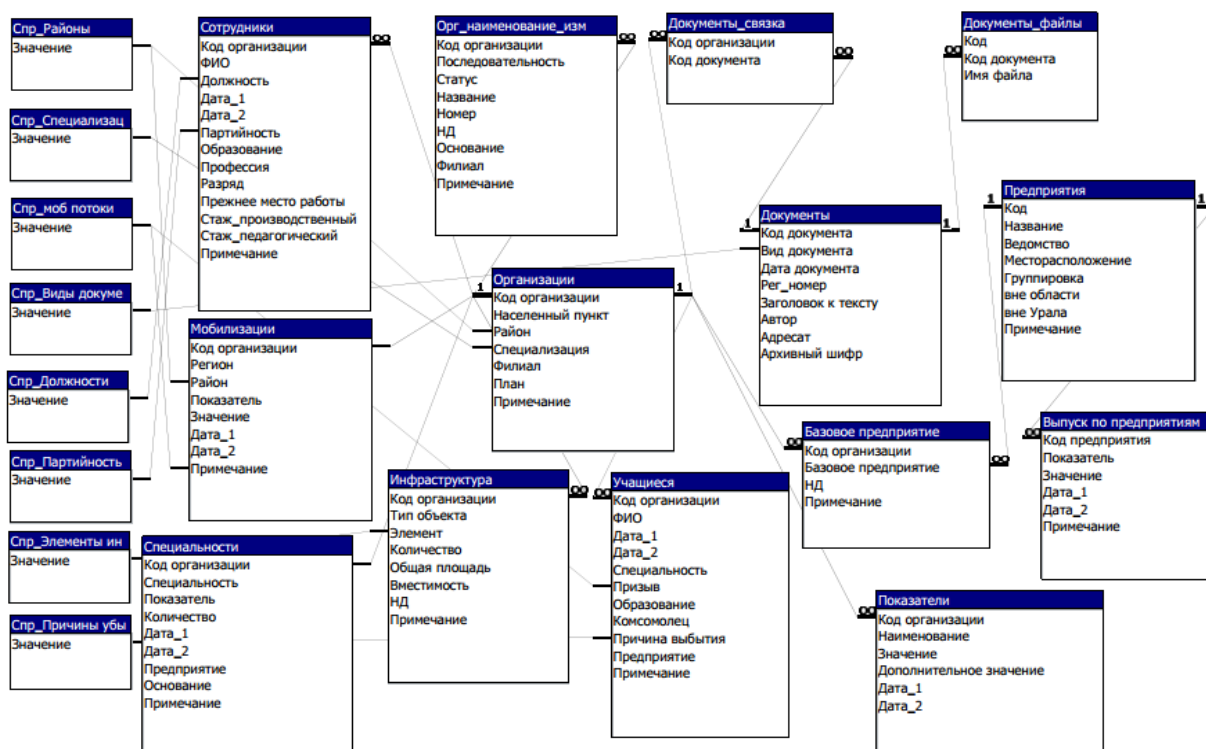 Спр_Районы
Значение
Спр_Специализац
Значение
Спр_моб потоки
Значение
Спр_Виды докуме
Значение
Спр_Должности
Значение
Спр_Партийность
Значение
Спр_Элементы ин
Значение
Спр_Причины убы
Значение
Сотрудники
Код организации
ФИО
Должность
Дата_1
Дата_2
Партийность
Образование
Профессия
Разряд
Прежнее место работы
Стаж_производственный
Стаж_педагогический
Примечание
Мобилизации
Код организации
Регион
Район
Показатель
Значение
Дата_1
Дата_2
Примечание
Специальности
Код организации
Специальность
Показатель
Количество
Дата_1
Дата_2
Предприятие
Основание
Примечание
Орг_наименование_изм
Код организации
Последовательность
Статус
Название
Номер
НД
Основание
Филиал
Примечание
Организации
Код организации
Населенный пункт
Район
Специализация
Филиал
План
Примечание
Инфраструктура
Код организации
Тип объекта
Элемент
Количество
Общая площадь
Вместимость
НД
Примечание
Учащиеся
Код организации
ФИО
Дата_1
Дата_2
Специальность
Призыв
Образование
Комсомолец
Причина выбытия
Предприятие
Примечание
Документы_связка
Код организации
Код документа
Документы
Код документа
Вид документа
Дата документа
Рег_номер
Заголовок к тексту
Автор
Адресат
Архивный шифр
Базовое предприятие
Код организации
Базовое предприятие
НД
Примечание
Показатели
Код организации
Наименование
Значение
Дополнительное значение
Дата_1
Дата_2
Документы_файлы
Код
Код документа
Имя файла
Предприятия
Код
Название
Ведомство
Месторасположение
Группировка
вне области
вне Урала
Примечание
Выпуск по предприятиям
Код предприятия
Показатель
Значение
Дата_1
Дата_2
Примечание
∞
∞
∞
∞
∞
1
1
1
1
1
1
∞
∞
∞
∞
∞
∞